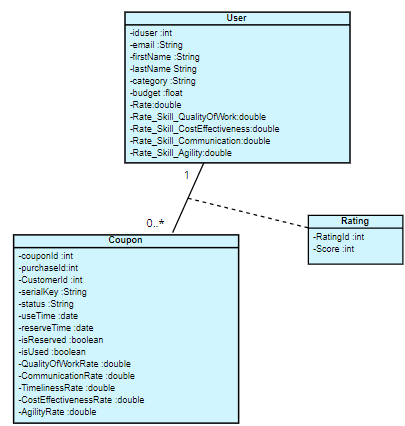 User
-iduser :int
-email :String
-firstName :String
-lastName String
-category :String
-budget :float
-Rate:double
-Rate_Skill_QualityOfWork:double
-Rate_Skill_CostEffectiveness:double
-Rate_Skill_Communication:double
-Rate_Skill_Agility:double
1
0..*
Rating
-RatingId :int
-Score :int
Coupon
-couponId :int
-purchaseId:int
-CustomerId :int
-serialKey :String
-status :String
-useTime :date
-reserveTime :date
-isReserved :boolean
-isUsed :boolean
-QualityOfWorkRate :double
-CommunicationRate :double
-TimelinessRate :double
-CostEffectivenessRate :double
-AgilityRate :double